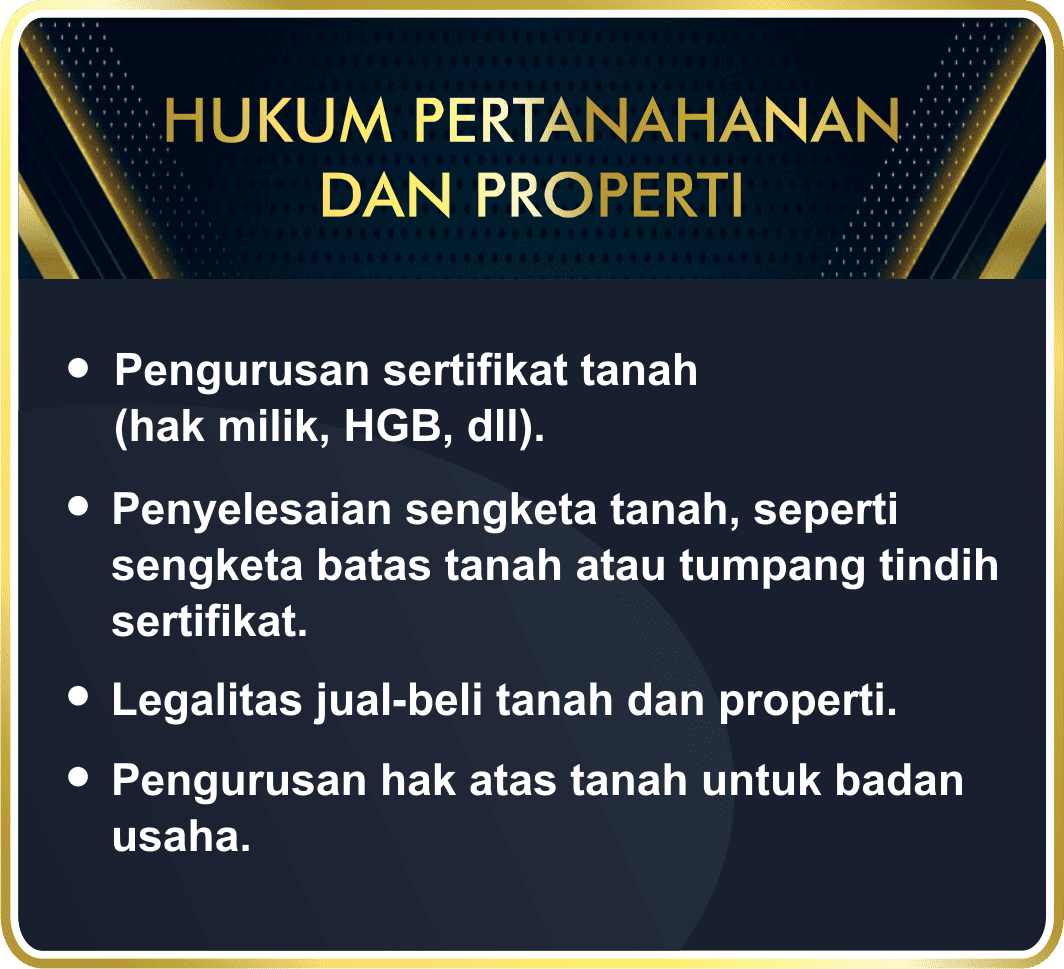 HUKUM PERTANAHANAN
DAN PROPERTI
• Pengurusan sertifikat tanah
(hak milik, HGB, dll).
• Penyelesaian sengketa tanah, seperti
sengketa batas tanah atau tumpang tindih
sertifikat.
• Legalitas jual-beli tanah dan properti.
• Pengurusan hak atas tanah untuk badan
usaha.